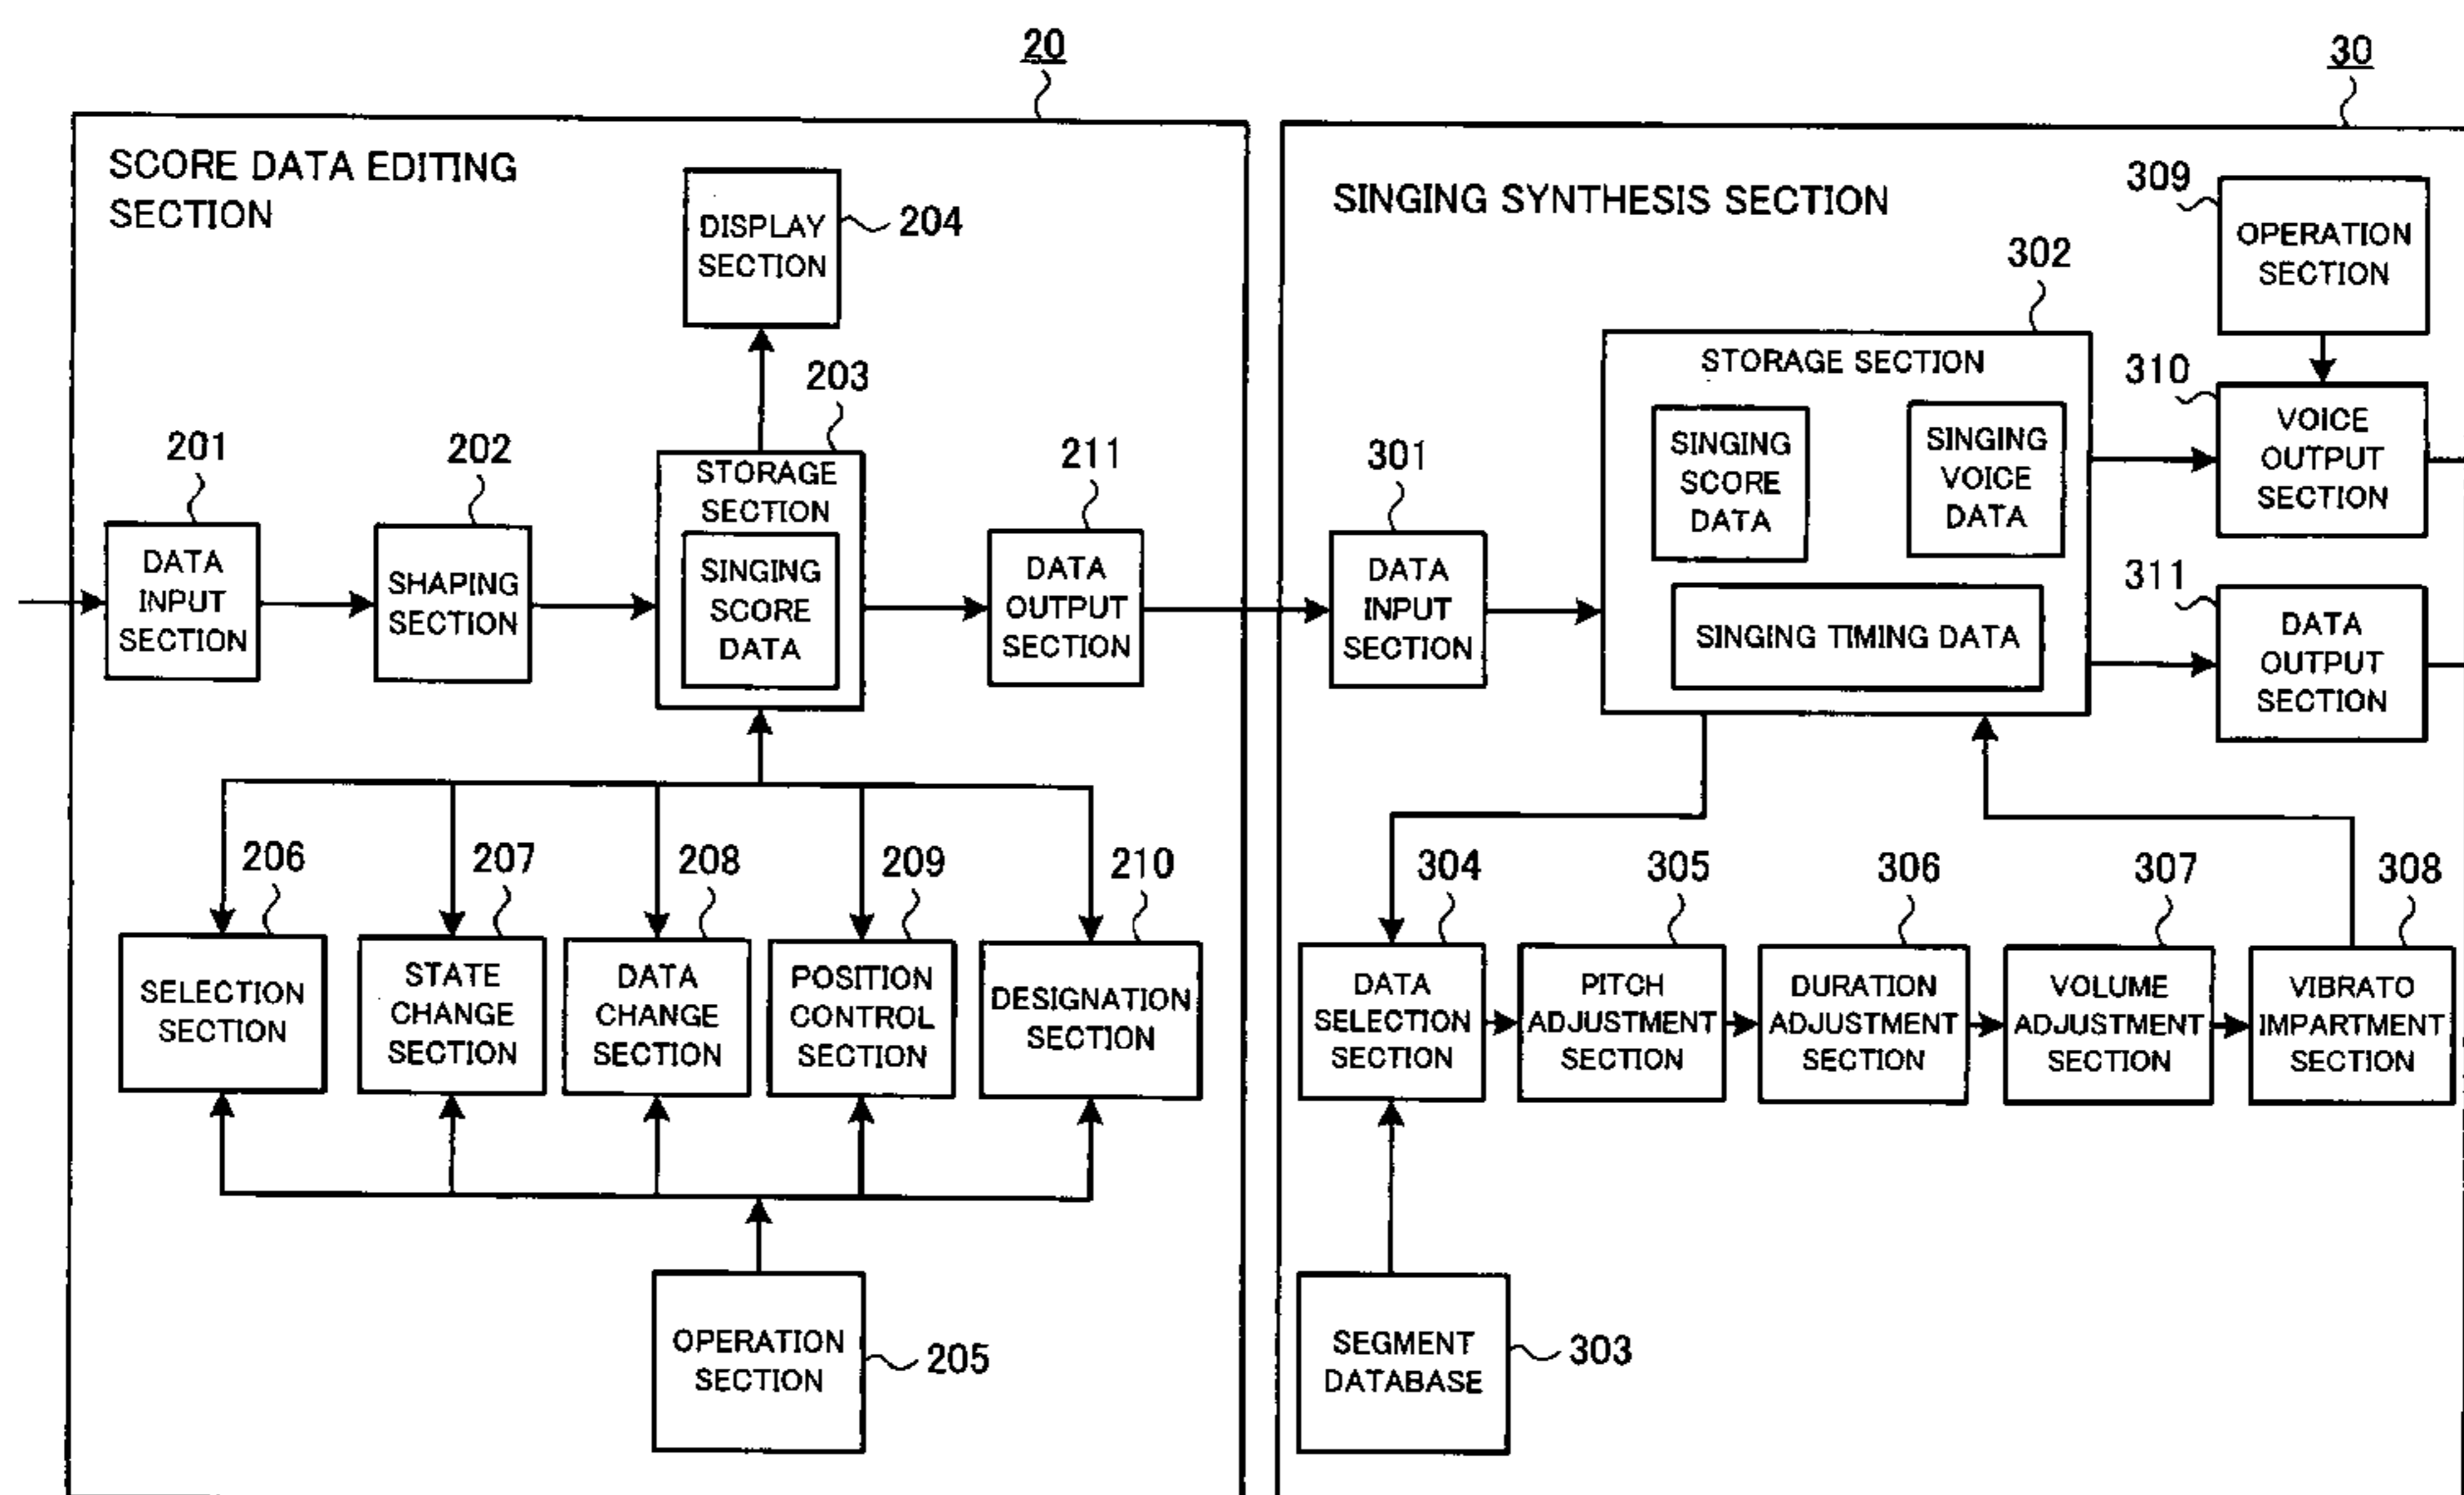 20
SCORE DATA EDITING
SECTION
DISPLAY
SECTION
204
203
STORAGE
SECTION
SINGING
SCORE
DATA
201
DATA
INPUT
SECTION
202
SHAPING
SECTION
211
DATA
OUTPUT
SECTION
206
SELECTION
SECTION
207
STATE
CHANGE
SECTION
208
DATA
CHANGE
SECTION
209
POSITION
CONTROL
SECTION
210
DESIGNATION
SECTION
OPERATION
SECTION
205
30
SINGING SYNTHESIS SECTION
309
OPERATION
SECTION
302
STORAGE SECTION
SINGING
SCORE
DATA
SINGING
VOICE
DATA
SINGING TIMING DATA
310
VOICE
OUTPUT
SECTION
301
DATA
INPUT
SECTION
311
DATA
OUTPUT
SECTION
304
DATA
SELECTION
SECTION
305
PITCH
ADJUSTMENT
SECTION
306
DURATION
ADJUSTMENT
SECTION
307
VOLUME
ADJUSTMENT
SECTION
308
VIBRATO
IMPARTMENT
SECTION
SEGMENT
DATABASE
303